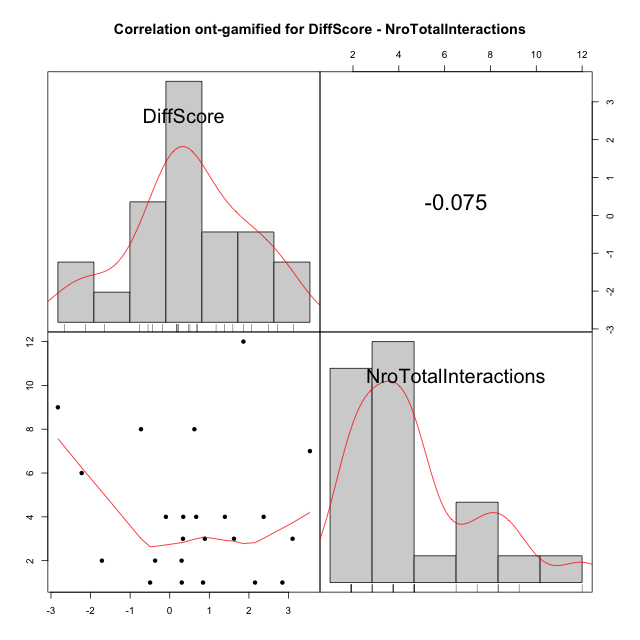 Correlation ont-gamified for DiffScore - NroTotalInteractions
2 4 6 8 10 12
DiffScore
-0.075
3
2
1
0
-1
-2
-3
12
10
8
6
4
2
NroTotalInteractions
-3 -2 -1 0 1 2 3